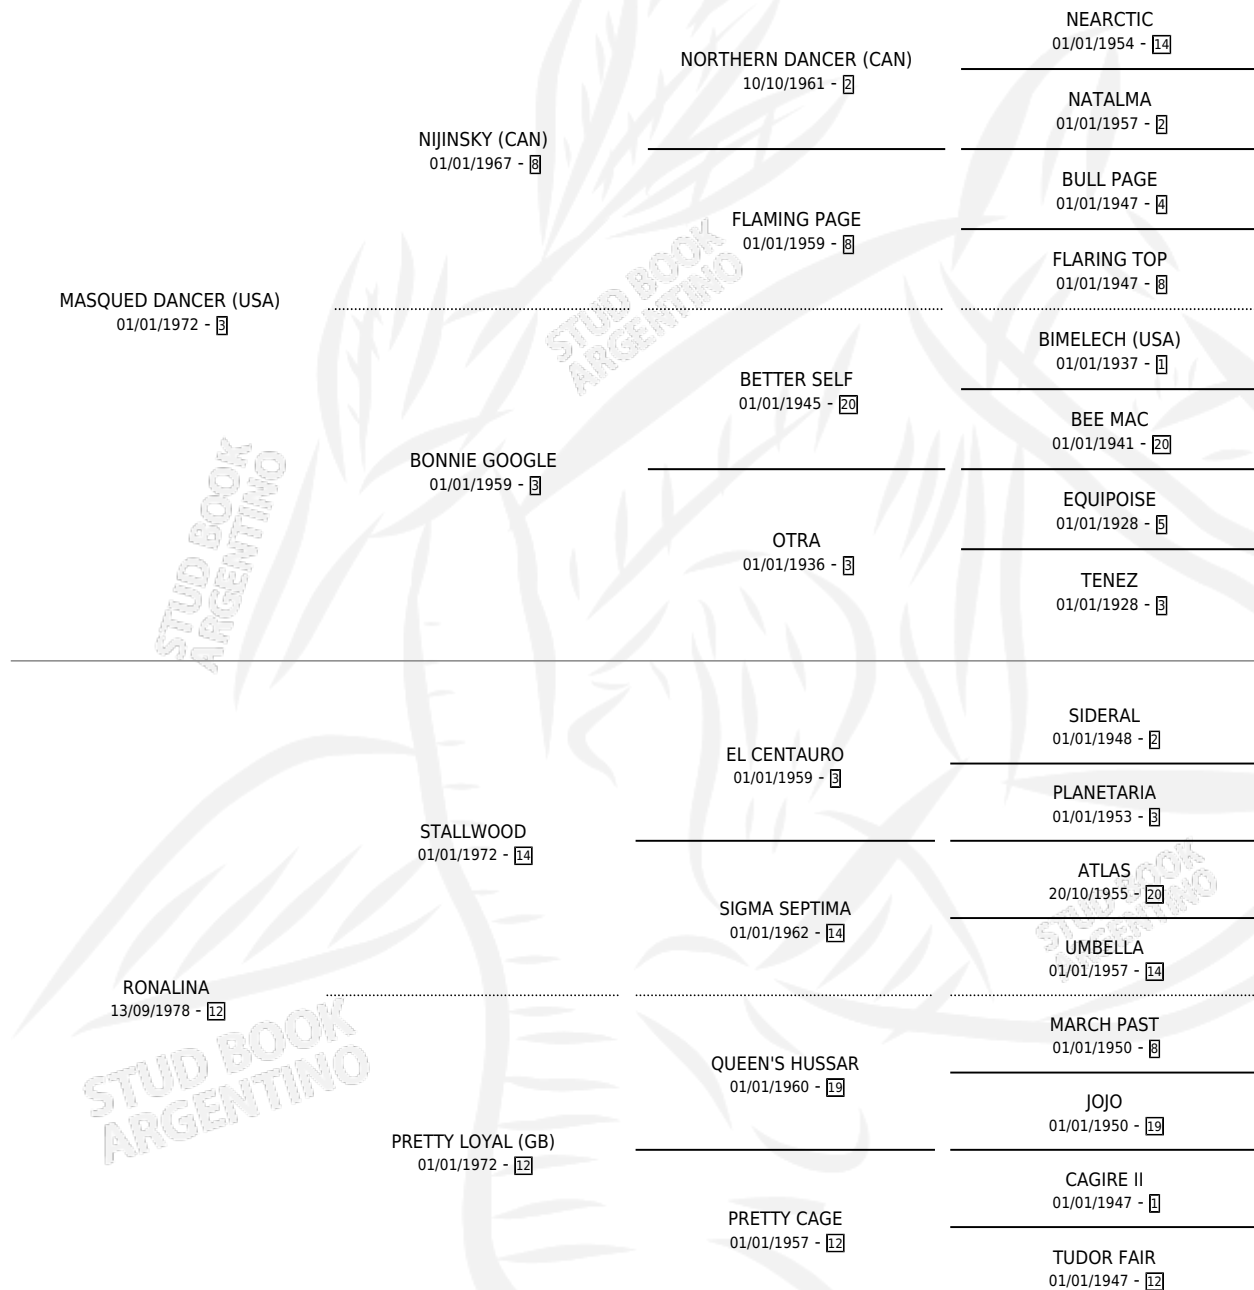 NEARCTIC
01/01/1954 - 14
NORTHERN DANCER (CAN)
10/10/1961 - 2
NATALMA
01/01/1957 - 2
NIJINSKY (CAN)
01/01/1967 - 8
BULL PAGE
01/01/1947 - 4
FLAMING PAGE
01/01/1959 - 8
FLARING TOP
01/01/1947 - 8
MASQUED DANCER (USA)
01/01/1972 - 3
BIMELECH (USA)
01/01/1937 - 1
BETTER SELF
01/01/1945 - 20
BEE MAC
01/01/1941 - 20
BONNIE GOOGLE
01/01/1959 - 3
EQUIPOISE
01/01/1928 - 5
OTRA
01/01/1936 - 3
TENEZ
01/01/1928 - 3
SIDERAL
01/01/1948 - 2
EL CENTAURO
01/01/1959 - 3
PLANETARIA
01/01/1953 - 3
STALLWOOD
01/01/1972 - 14
ATLAS
20/10/1955 - 20
SIGMA SEPTIMA
01/01/1962 - 14
UMBELLA
01/01/1957 - 14
RONALINA
13/09/1978 - 12
MARCH PAST
01/01/1950 - 8
QUEEN'S HUSSAR
01/01/1960 - 19
JOJO
01/01/1950 - 19
PRETTY LOYAL (GB)
01/01/1972 - 12
CAGIRE II
01/01/1947 - 1
PRETTY CAGE
01/01/1957 - 12
TUDOR FAIR
01/01/1947 - 12
STUD BOOK
ARGENTINO
STUD BOOK
ARGENTINO
STUD BOOK
ARGENTINO
STUD BOOK
ARGENTINO